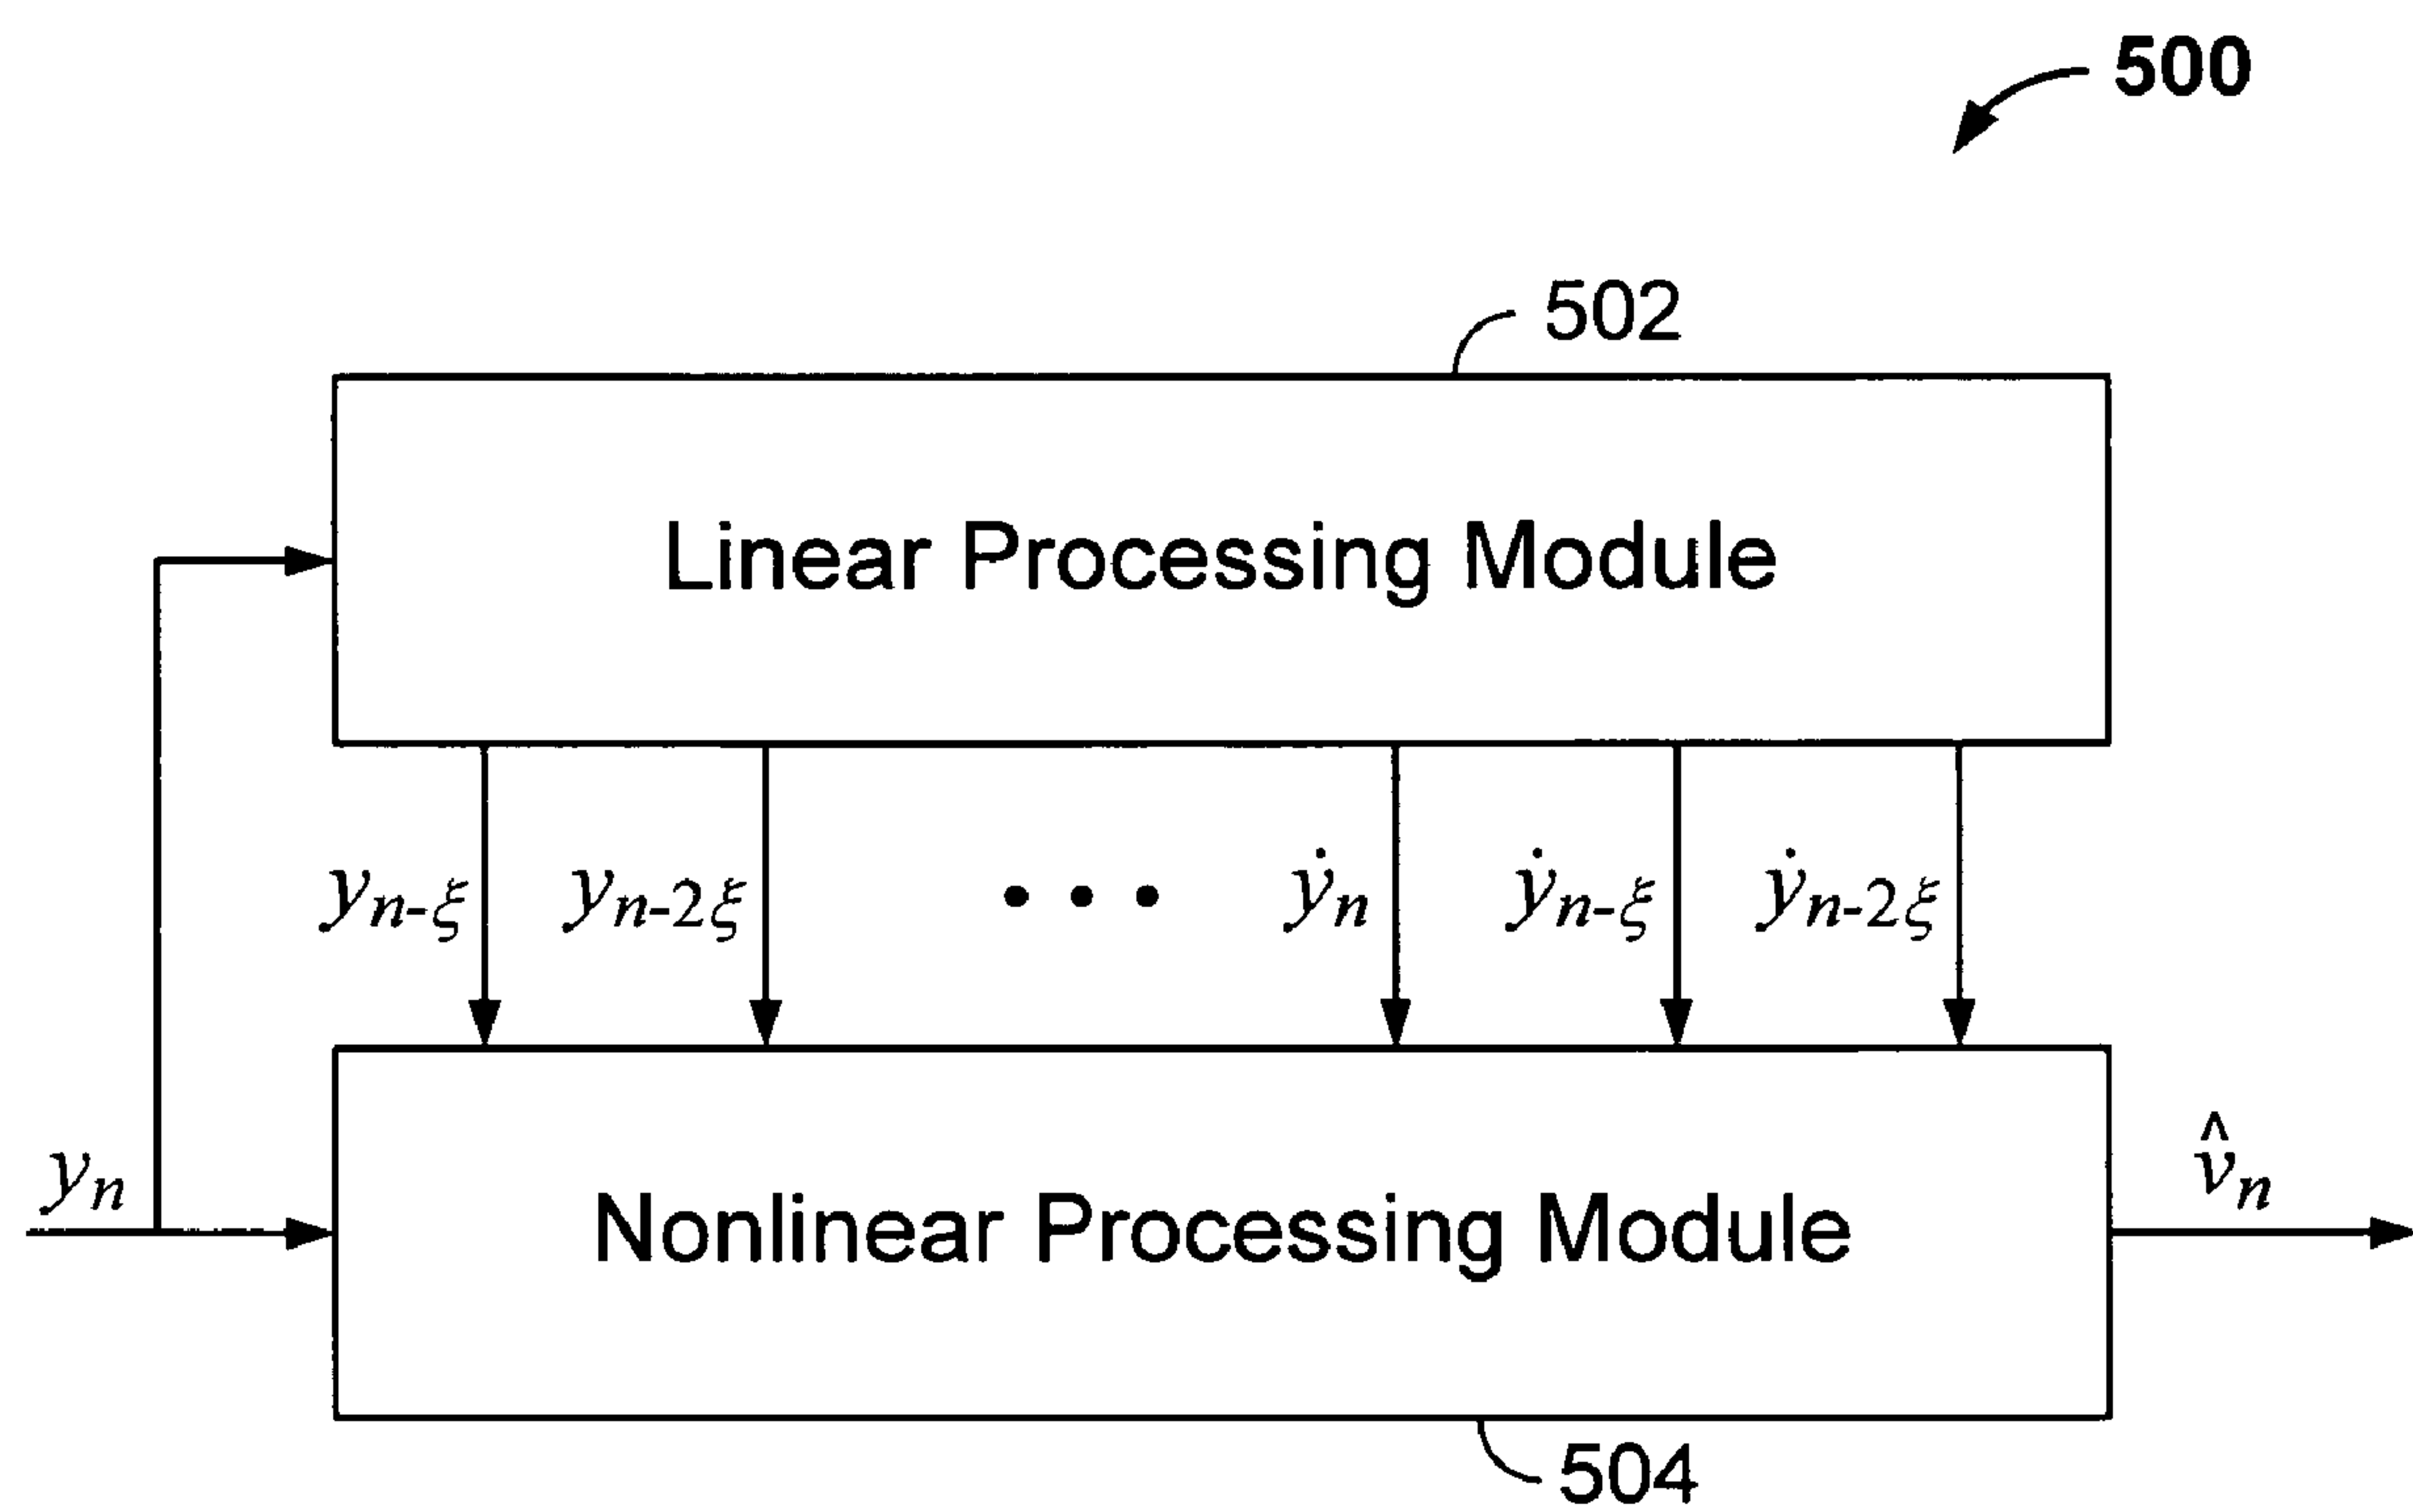 500
502
Linear Processing Module
yₙ₋ξ yₙ₋₂ξ • • • ẏₙ ẏₙ₋ξ ẏₙ₋₂ξ
yₙ
Nonlinear Processing Module
v̂ₙ
504